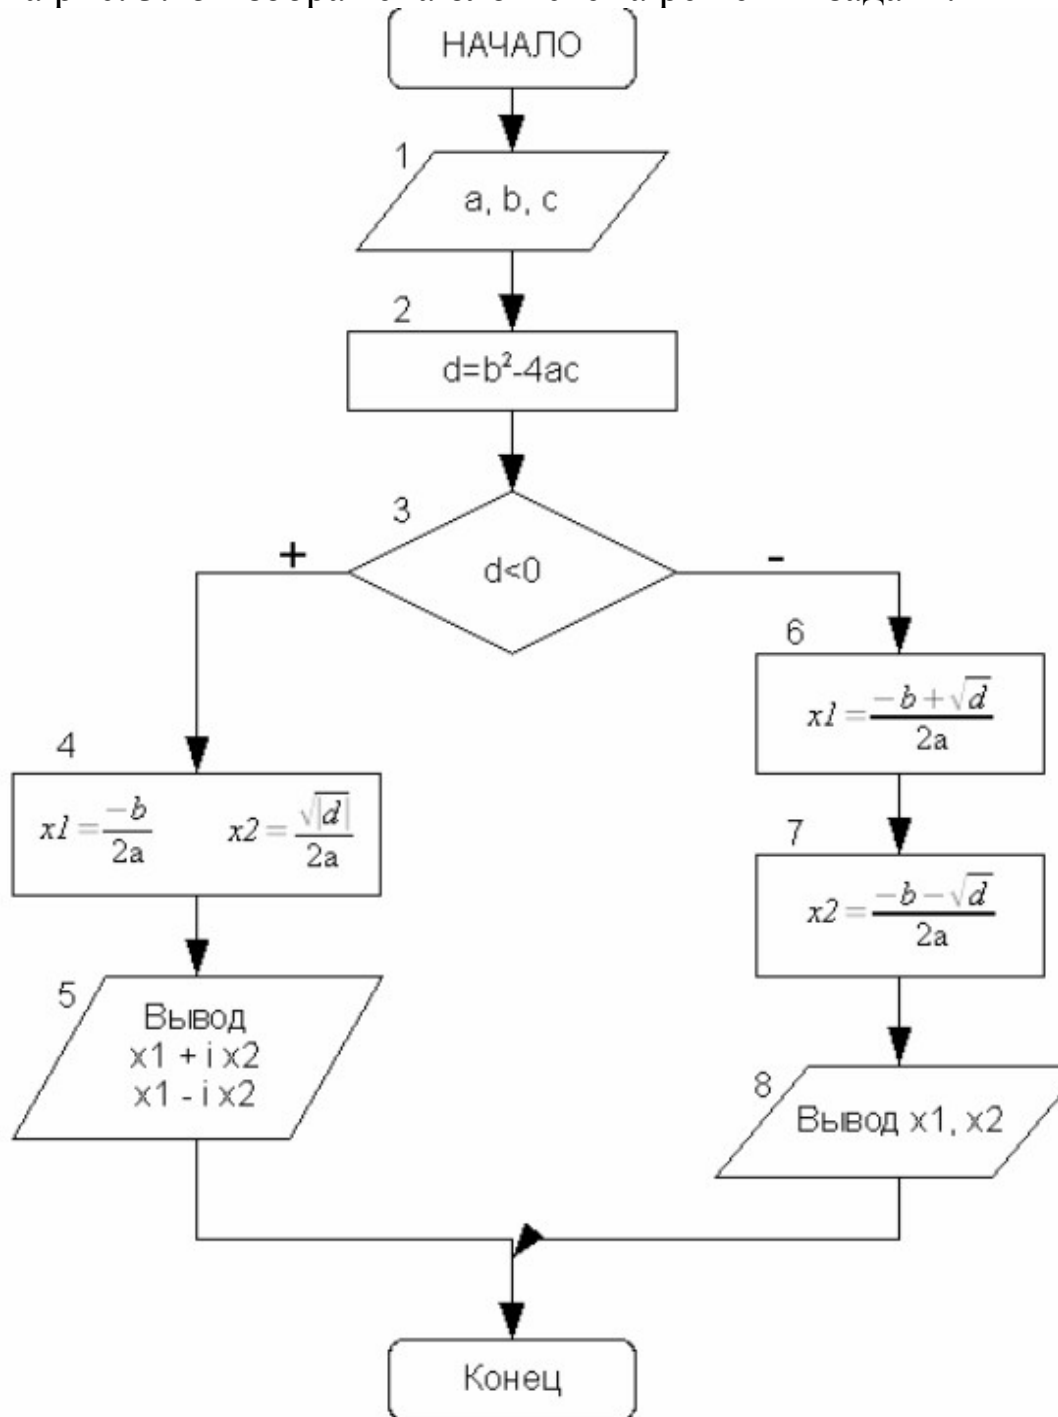 НАЧАЛО
1
a, b, c
2
d=b²-4ac
3
d<0
+
-
6
x1 = (-b + √d) / 2a
4
x1 = -b / 2a
x2 = √|d| / 2a
7
x2 = (-b - √d) / 2a
5
Вывод
x1 + i x2
x1 - i x2
8
Вывод x1, x2
Конец